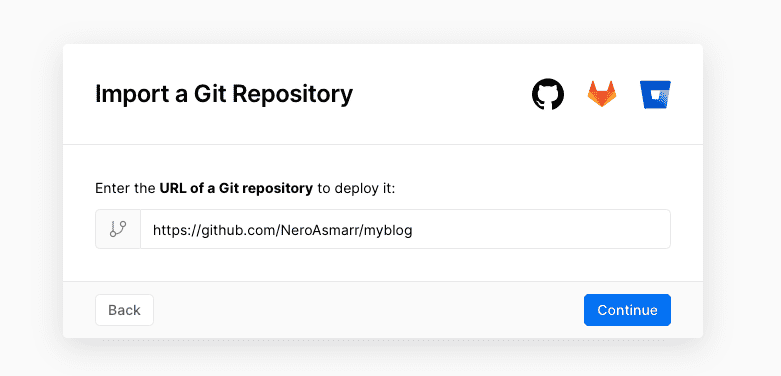 Import a Git Repository
Enter the URL of a Git repository to deploy it:
https://github.com/NeroAsmarr/myblog
Back
Continue